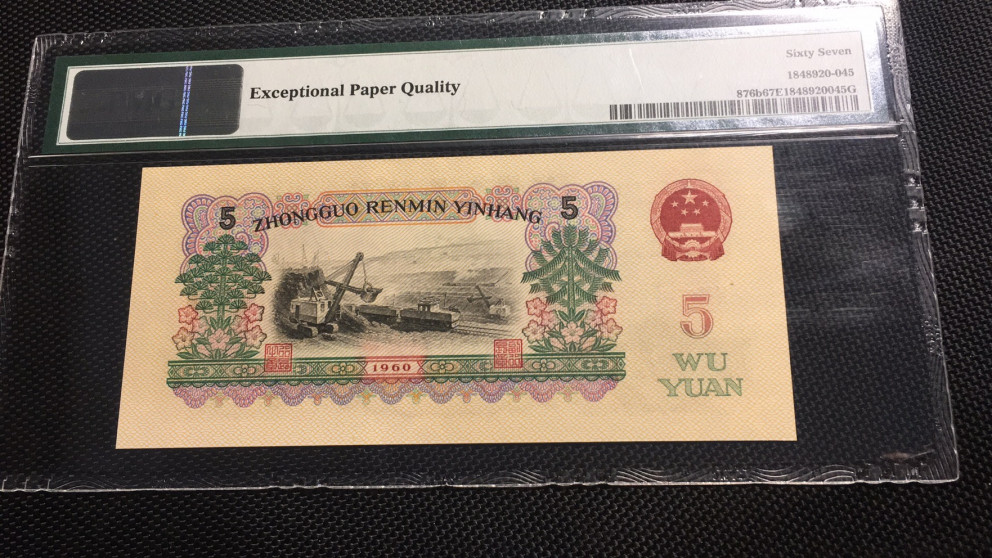 Exceptional Paper Quality
Sixty Seven
1848920-045
876b67E1848920045G
5 ZHONGGUO RENMIN YINHANG 5
1960
5
WU
YUAN